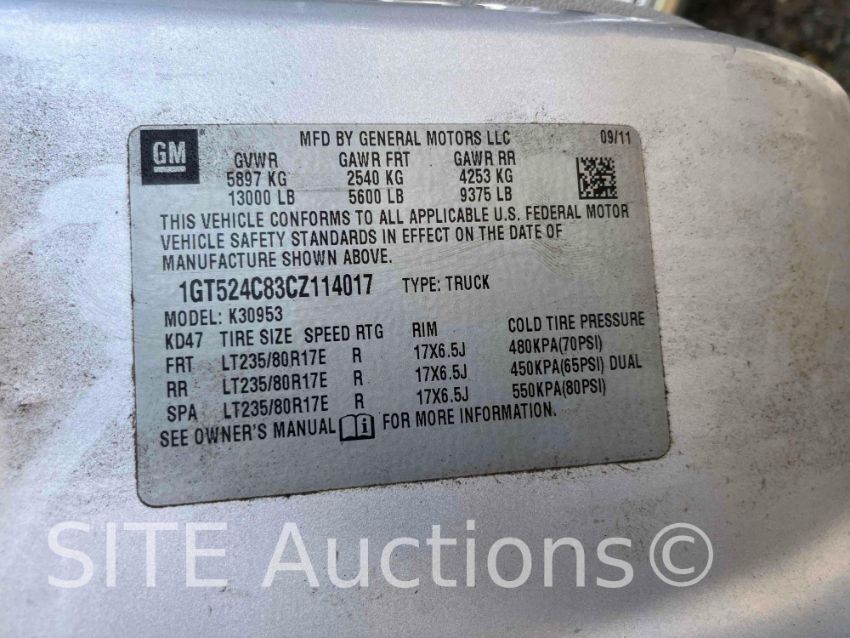 GM
MFD BY GENERAL MOTORS LLC 09/11
GVWR GAWR FRT GAWR RR
5897 KG 2540 KG 4253 KG
13000 LB 5600 LB 9375 LB
THIS VEHICLE CONFORMS TO ALL APPLICABLE U.S. FEDERAL MOTOR
VEHICLE SAFETY STANDARDS IN EFFECT ON THE DATE OF
MANUFACTURE SHOWN ABOVE.
1GT524C83CZ114017 TYPE: TRUCK
MODEL: K30953
KD47 TIRE SIZE SPEED RTG RIM COLD TIRE PRESSURE
FRT LT235/80R17E R 17X6.5J 480KPA(70PSI)
RR LT235/80R17E R 17X6.5J 450KPA(65PSI) DUAL
SPA LT235/80R17E R 17X6.5J 550KPA(80PSI)
SEE OWNER'S MANUAL i FOR MORE INFORMATION.
SITE Auctions©